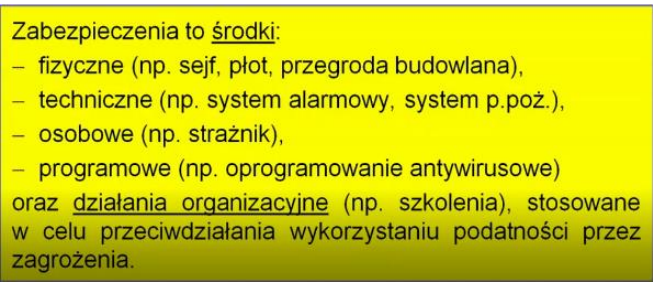 Zabezpieczenia to środki:
– fizyczne (np. sejf, płot, przegroda budowlana),
– techniczne (np. system alarmowy, system p.poż.),
– osobowe (np. strażnik),
– programowe (np. oprogramowanie antywirusowe)
oraz działania organizacyjne (np. szkolenia), stosowane
w celu przeciwdziałania wykorzystaniu podatności przez
zagrożenia.